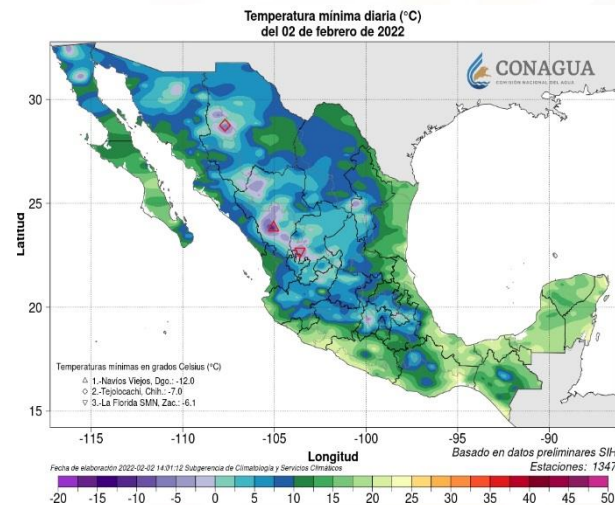 Temperatura mínima diaria (°C)
del 02 de febrero de 2022
CONAGUA
COMISIÓN NACIONAL DEL AGUA
Latitud
30
25
20
15
Temperaturas mínimas en grados Celsius (°C)
1.-Navíos Viejos, Dgo.: -12.0
2.-Tejolocachi, Chih.: -7.0
3.-La Florida SMN, Zac.: -6.1
-115 -110 -105 -100 -95 -90
Longitud
Basado en datos preliminares SIH
Fecha de elaboración 2022-02-02 14:01:12 Subgerencia de Climatología y Servicios Climáticos
Estaciones: 1347
-20 -15 -10 -5 0 5 10 15 20 25 30 35 40 45 50